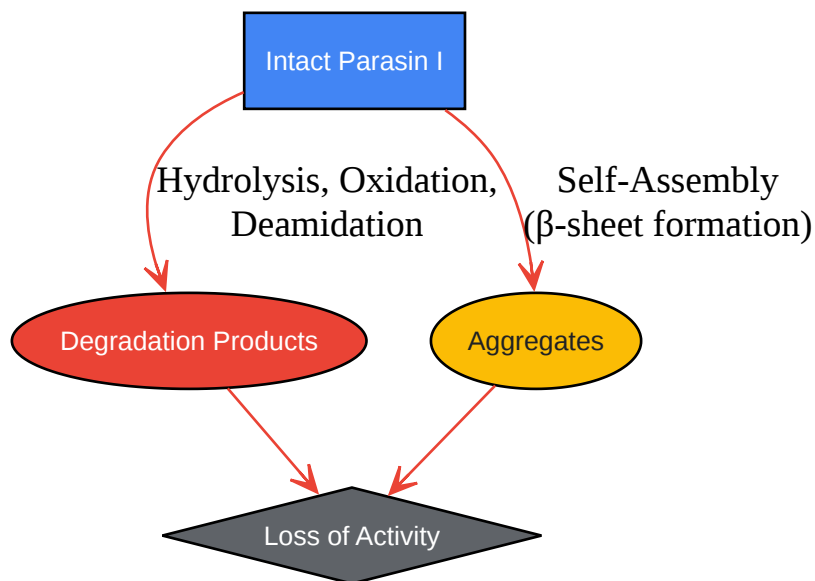 Intact Parasin I
Hydrolysis, Oxidation,
Deamidation
Self-Assembly
(β-sheet formation)
Degradation Products
Aggregates
Loss of Activity